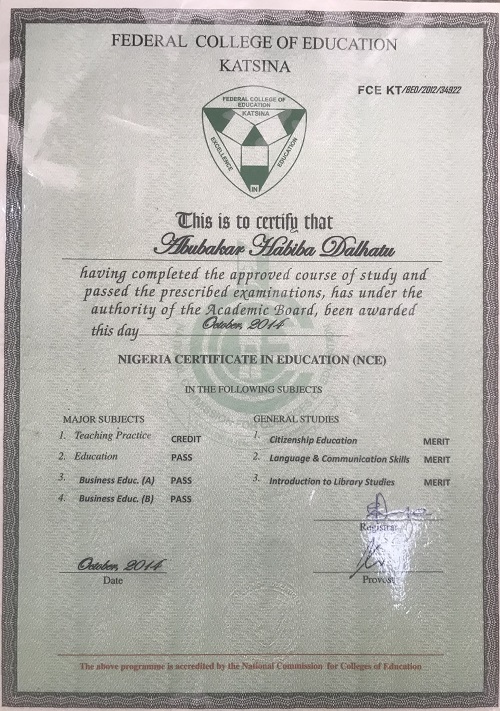 FEDERAL COLLEGE OF EDUCATION
KATSINA
FCE KT/BED/2012/34922
FEDERAL COLLEGE OF
EDUCATION
KATSINA
EXCELLENCE
IN
EDUCATION
This is to certify that
Abubakar Habiba Dalhatu
having completed the approved course of study and
passed the prescribed examinations, has under the
authority of the Academic Board, been awarded
this day October, 2014
NIGERIA CERTIFICATE IN EDUCATION (NCE)
IN THE FOLLOWING SUBJECTS
MAJOR SUBJECTS
1. Teaching Practice CREDIT
2. Education PASS
3. Business Educ. (A) PASS
4. Business Educ. (B) PASS
GENERAL STUDIES
1. Citizenship Education MERIT
2. Language & Communication Skills MERIT
3. Introduction to Library Studies MERIT
Registrar
October, 2014
Date
Provost
The above programme is accredited by the National Commission for Colleges of Education